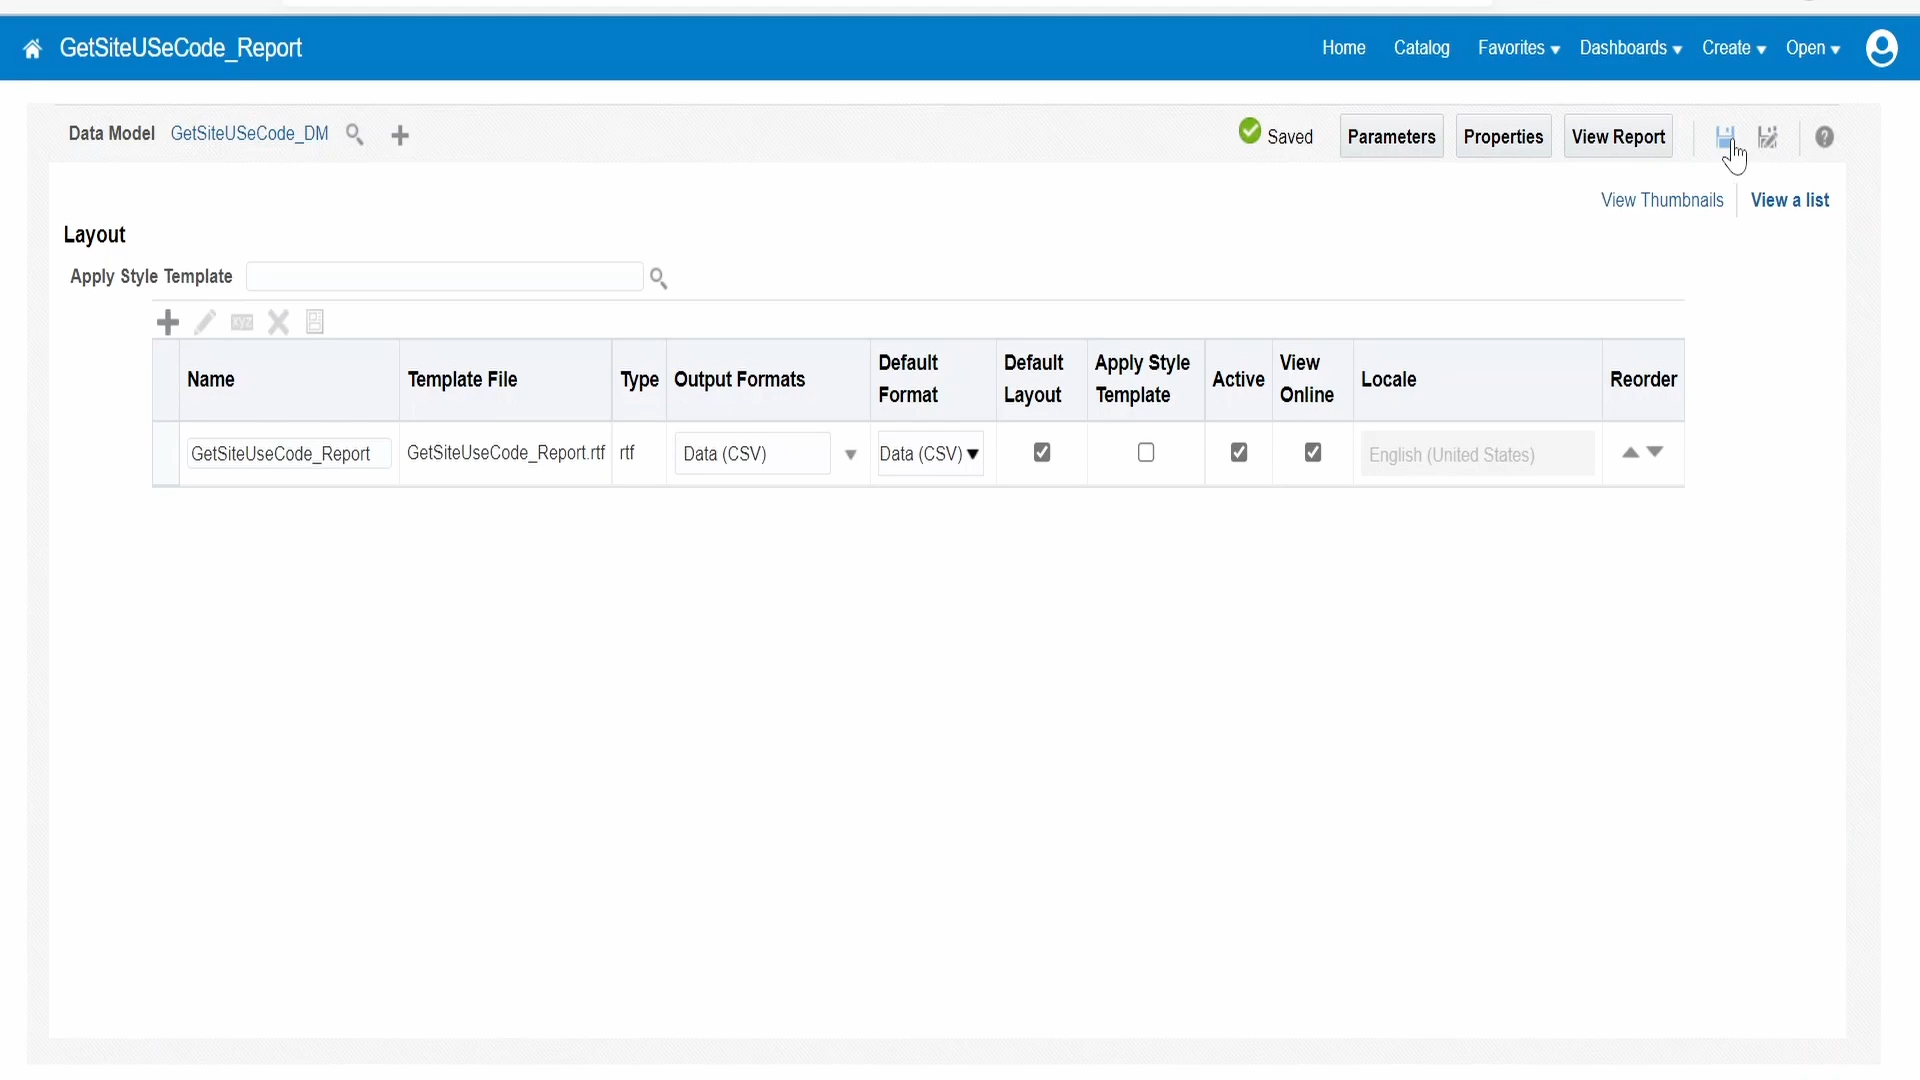 GetSiteUSeCode_Report
Home Catalog Favorites Dashboards Create Open
Data Model GetSiteUSeCode_DM Saved Parameters Properties View Report
View Thumbnails View a list
Layout
Apply Style Template
xyz
Name Template File Type Output Formats Default Format Default Layout Apply Style Template Active View Online Locale Reorder
GetSiteUseCode_Report GetSiteUseCode_Report.rtf rtf Data (CSV) Data (CSV) English (United States)